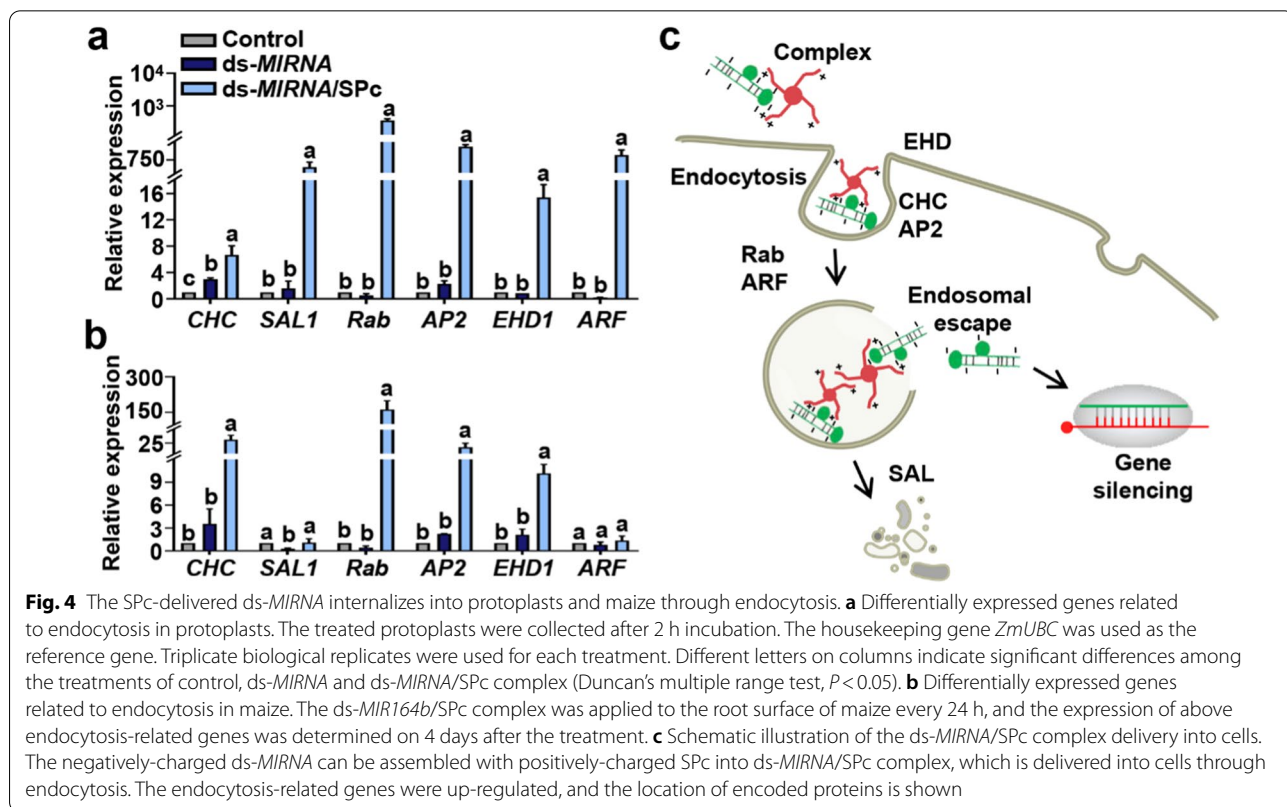 a
Control
ds-MIRNA
ds-MIRNA/SPc
Relative expression
10⁴
10³
750
16
12
8
4
0
c b a
b b a
b b a
b b a
b b a
b b a
CHC SAL1 Rab AP2 EHD1 ARF
b
Relative expression
300
150
25
9
6
3
0
b b a
a b a
b b a
b b a
b b a
a a a
CHC SAL1 Rab AP2 EHD1 ARF
c
Complex
EHD
Endocytosis
CHC
AP2
Rab
ARF
Endosomal
escape
SAL
Gene
silencing
Fig. 4 The SPc-delivered ds-MIRNA internalizes into protoplasts and maize through endocytosis. a Differentially expressed genes related
to endocytosis in protoplasts. The treated protoplasts were collected after 2 h incubation. The housekeeping gene ZmUBC was used as the
reference gene. Triplicate biological replicates were used for each treatment. Different letters on columns indicate significant differences among
the treatments of control, ds-MIRNA and ds-MIRNA/SPc complex (Duncan's multiple range test, P < 0.05). b Differentially expressed genes
related to endocytosis in maize. The ds-MIR164b/SPc complex was applied to the root surface of maize every 24 h, and the expression of above
endocytosis-related genes was determined on 4 days after the treatment. c Schematic illustration of the ds-MIRNA/SPc complex delivery into cells.
The negatively-charged ds-MIRNA can be assembled with positively-charged SPc into ds-MIRNA/SPc complex, which is delivered into cells through
endocytosis. The endocytosis-related genes were up-regulated, and the location of encoded proteins is shown